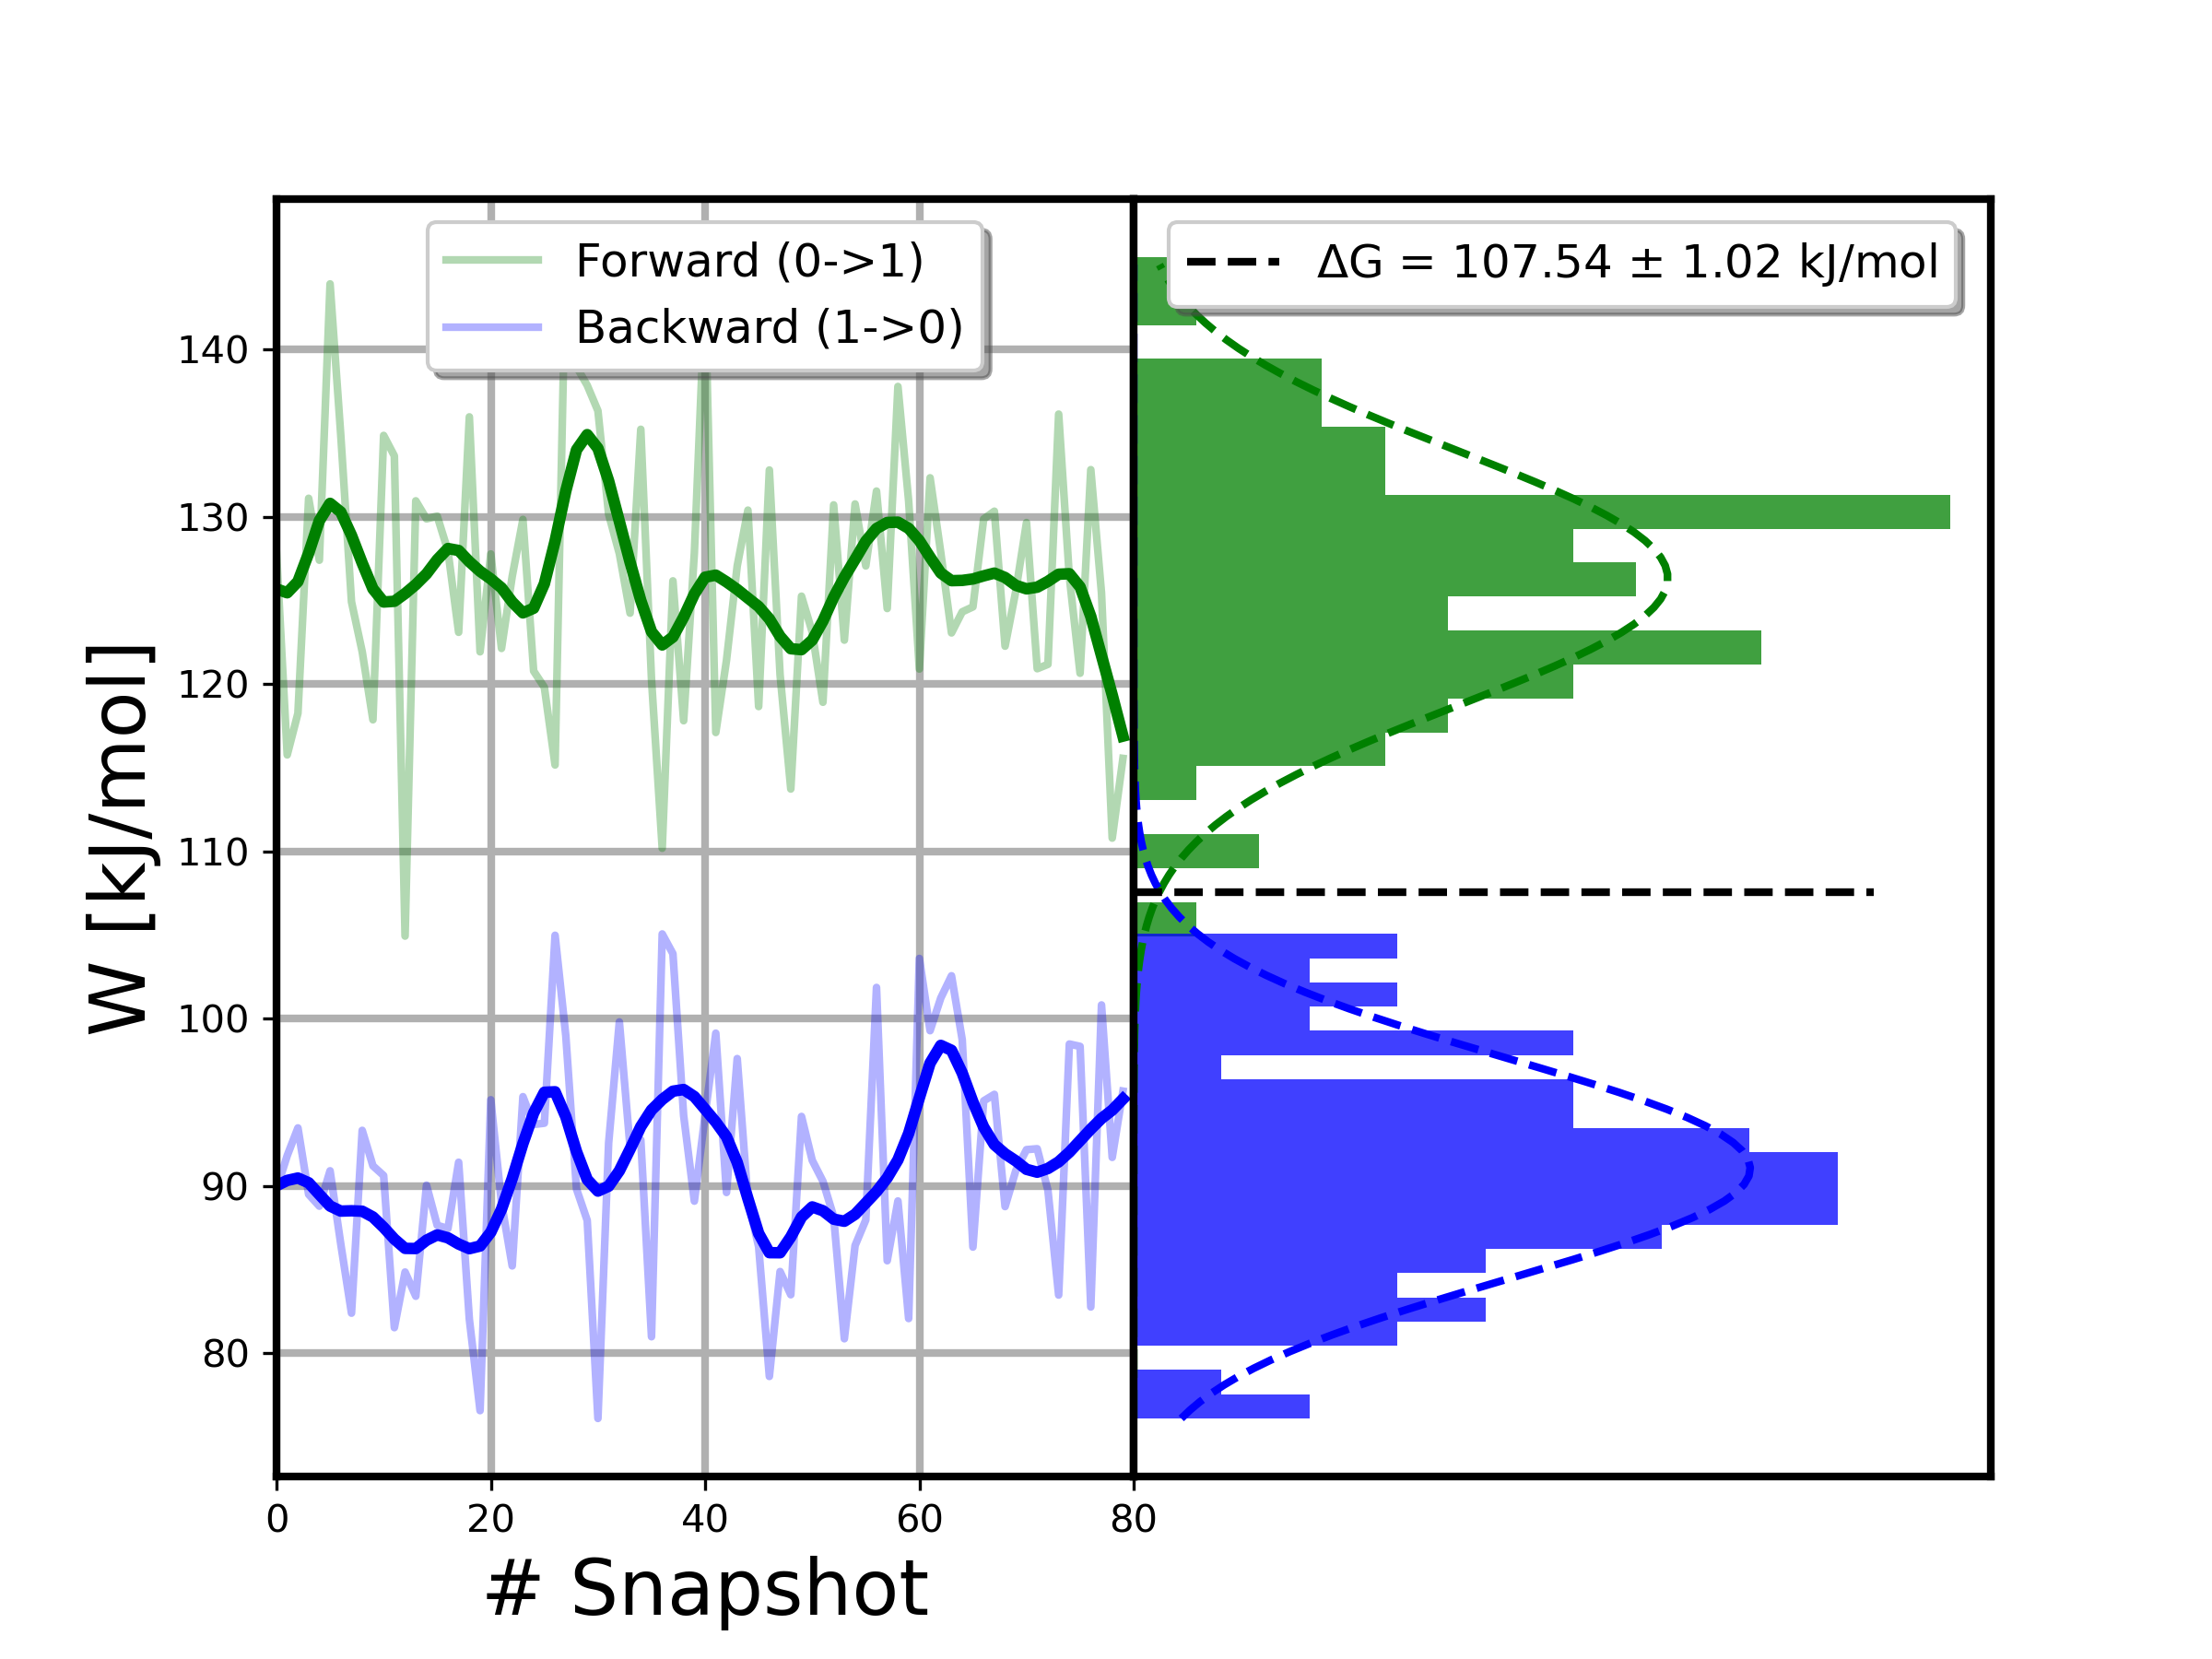 Forward (0->1)
Backward (1->0)
ΔG = 107.54 ± 1.02 kJ/mol
W [kJ/mol]
140
130
120
110
100
90
80
0 20 40 60 80
# Snapshot